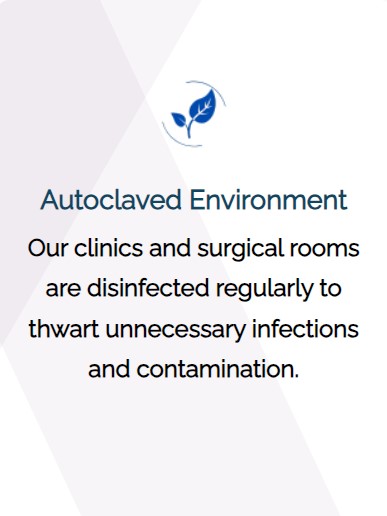 Autoclaved Environment
Our clinics and surgical rooms
are disinfected regularly to
thwart unnecessary infections
and contamination.